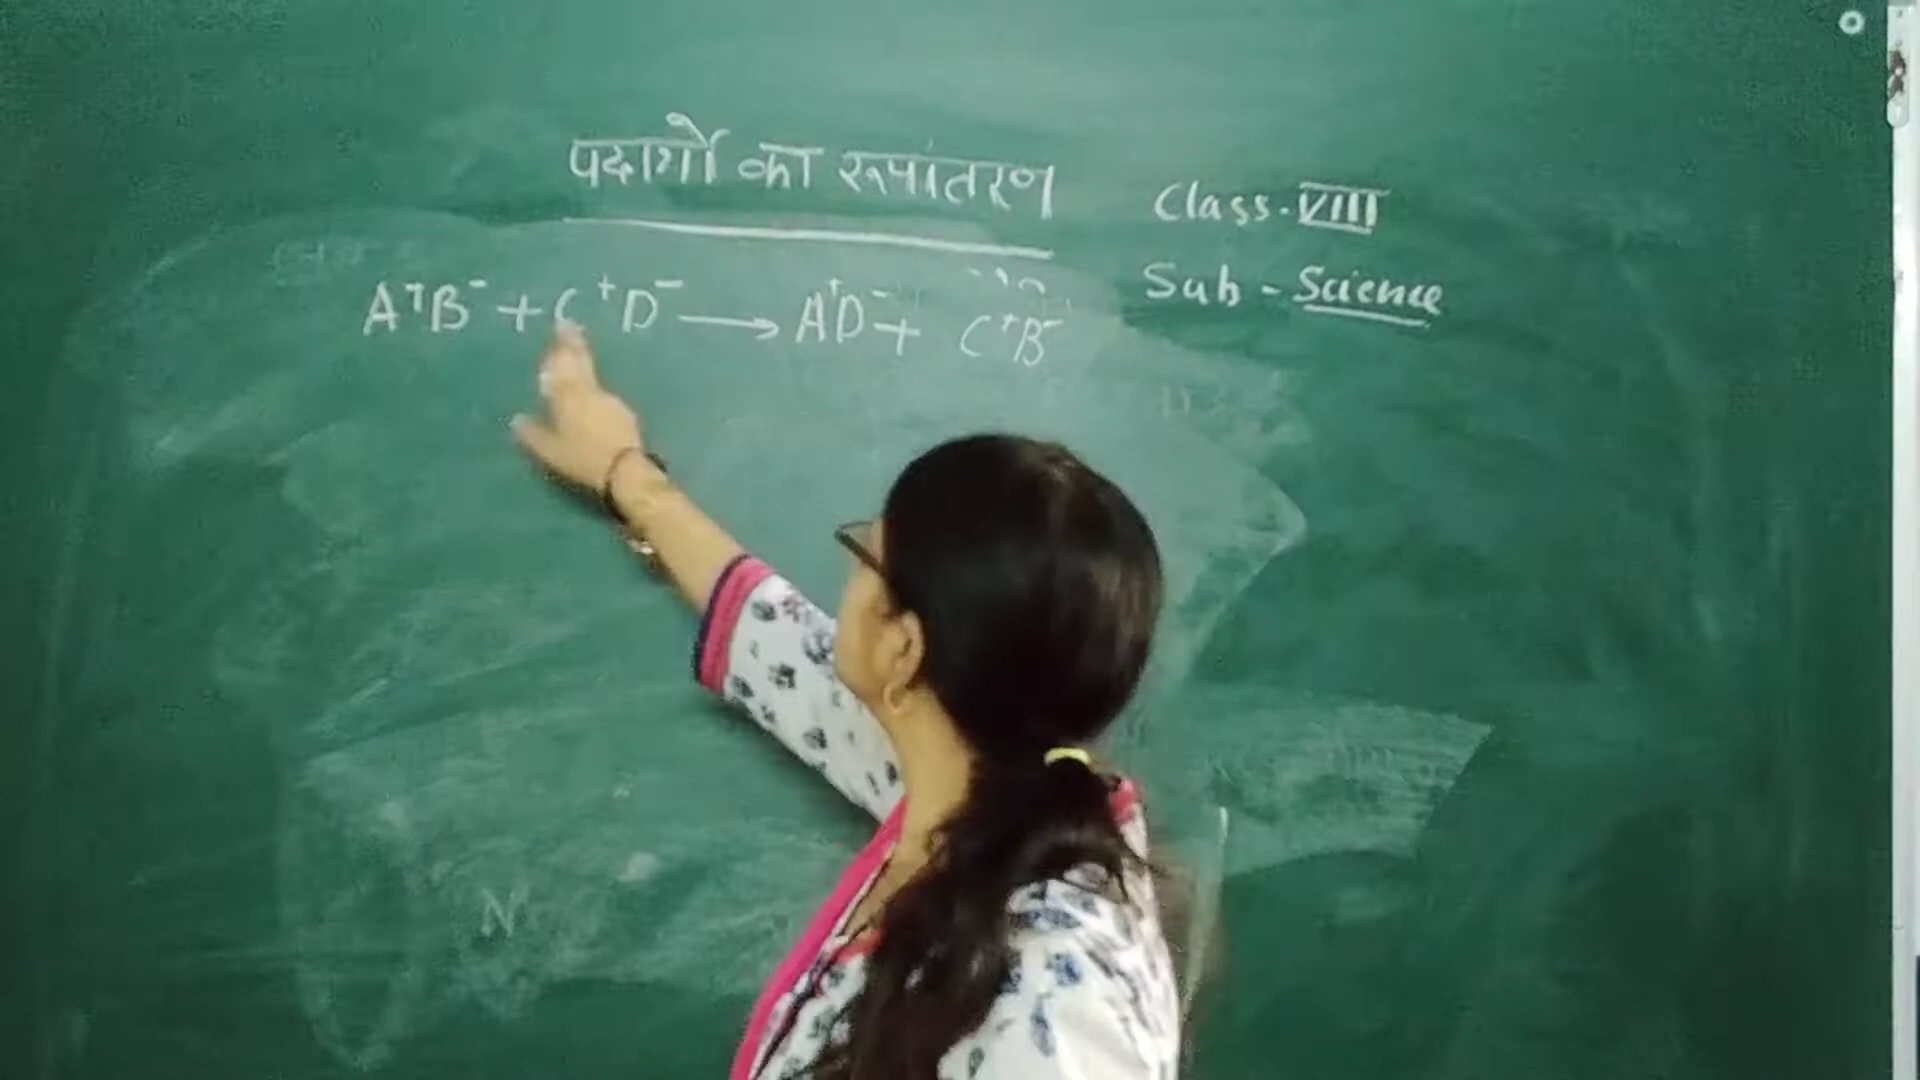 पदार्थो का रूपांतरण
Class-VIII
Sub-Science
A⁺B⁻ + C⁺D⁻ ⟶ A⁺D⁻ + C⁺B⁻
N